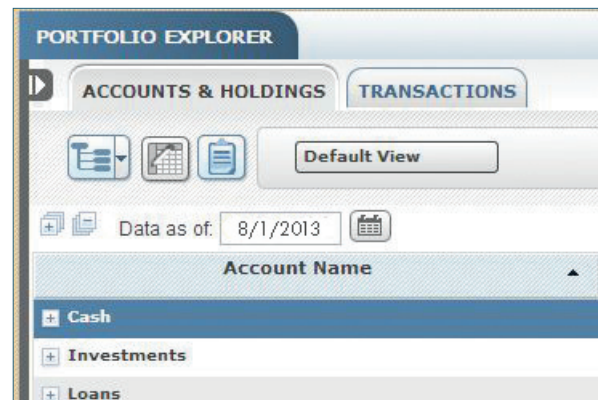 PORTFOLIO EXPLORER
ACCOUNTS & HOLDINGS TRANSACTIONS
Default View
Data as of: 8/1/2013
Account Name
Cash
Investments
Loans